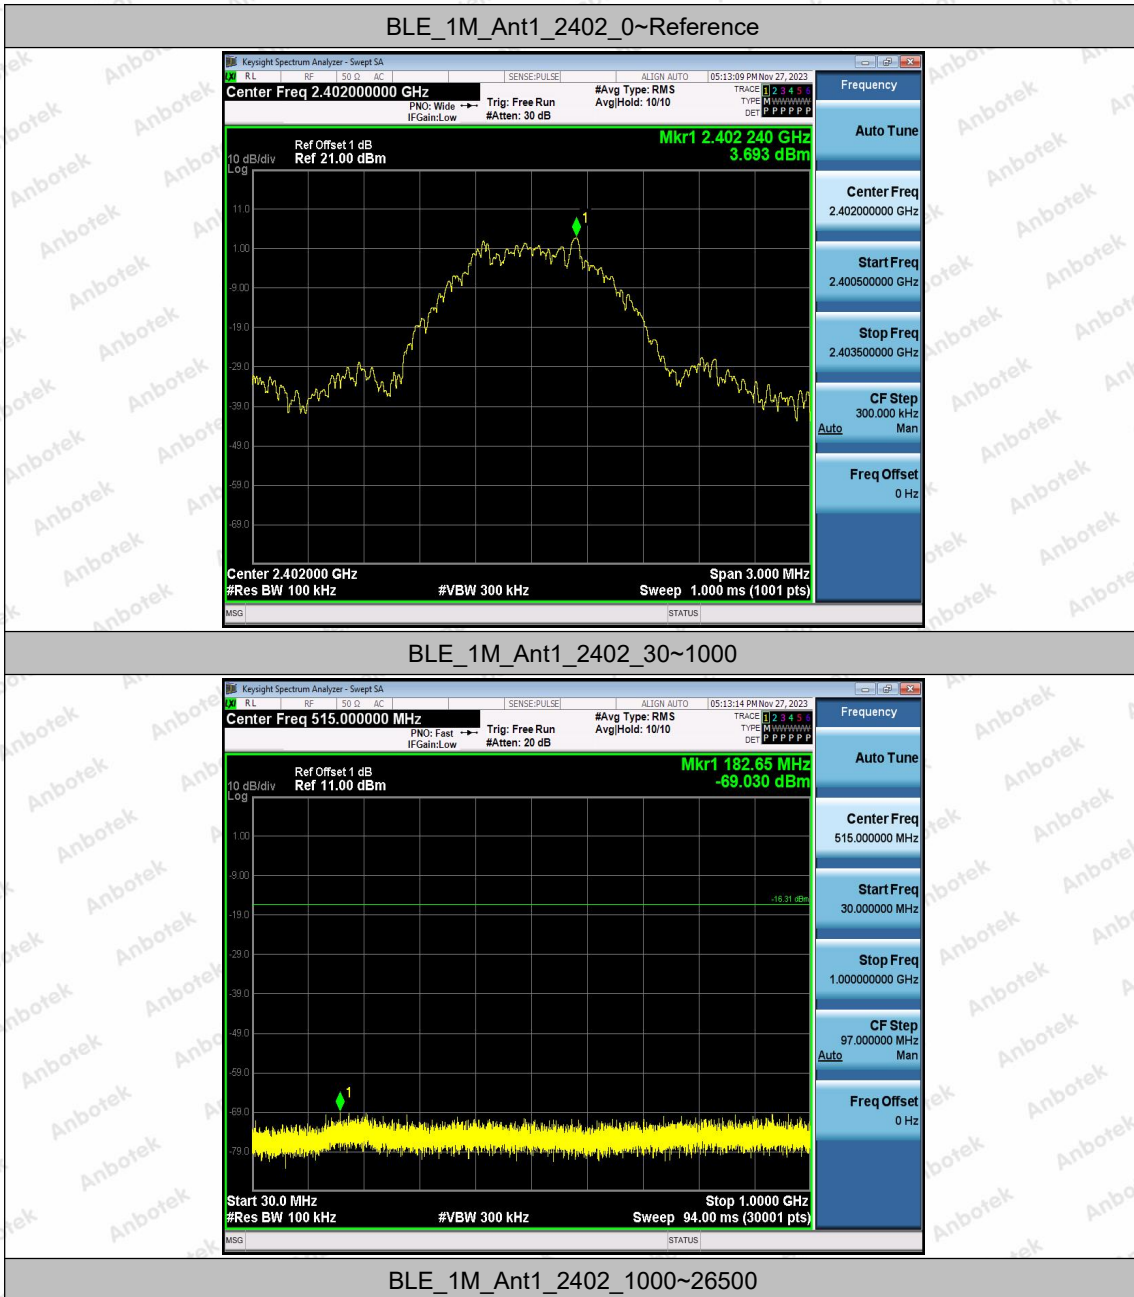 BLE_1M_Ant1_2402_0~Reference
Keysight Spectrum Analyzer - Swept SA
LXI RL RF 50 Ω AC SENSE:PULSE ALIGN AUTO 05:13:09 PM Nov 27, 2023
Center Freq 2.402000000 GHz
PNO: Wide
IFGain:Low
Trig: Free Run
#Atten: 30 dB
#Avg Type: RMS
Avg|Hold: 10/10
TRACE 1 2 3 4 5 6
TYPE M W W W W W
DET P P P P P P
Mkr1 2.402 240 GHz
3.693 dBm
Ref Offset 1 dB
10 dB/div Ref 21.00 dBm
Log
11.0
1.00
-9.00
-19.0
-29.0
-39.0
-49.0
-59.0
-69.0
1
Center 2.402000 GHz Span 3.000 MHz
#Res BW 100 kHz #VBW 300 kHz Sweep 1.000 ms (1001 pts)
MSG STATUS
Frequency
Auto Tune
Center Freq
2.402000000 GHz
Start Freq
2.400500000 GHz
Stop Freq
2.403500000 GHz
CF Step
300.000 kHz
Auto Man
Freq Offset
0 Hz
BLE_1M_Ant1_2402_30~1000
Keysight Spectrum Analyzer - Swept SA
LXI RL RF 50 Ω AC SENSE:PULSE ALIGN AUTO 05:13:14 PM Nov 27, 2023
Center Freq 515.000000 MHz
PNO: Fast
IFGain:Low
Trig: Free Run
#Atten: 20 dB
#Avg Type: RMS
Avg|Hold: 10/10
TRACE 1 2 3 4 5 6
TYPE M W W W W W
DET P P P P P P
Mkr1 182.65 MHz
-69.030 dBm
Ref Offset 1 dB
10 dB/div Ref 11.00 dBm
Log
1.00
-9.00
-16.31 dBm
-19.0
-29.0
-39.0
-49.0
-59.0
-69.0
-79.0
1
Start 30.0 MHz Stop 1.0000 GHz
#Res BW 100 kHz #VBW 300 kHz Sweep 94.00 ms (30001 pts)
MSG STATUS
Frequency
Auto Tune
Center Freq
515.000000 MHz
Start Freq
30.000000 MHz
Stop Freq
1.000000000 GHz
CF Step
97.000000 MHz
Auto Man
Freq Offset
0 Hz
BLE_1M_Ant1_2402_1000~26500
Anbotek